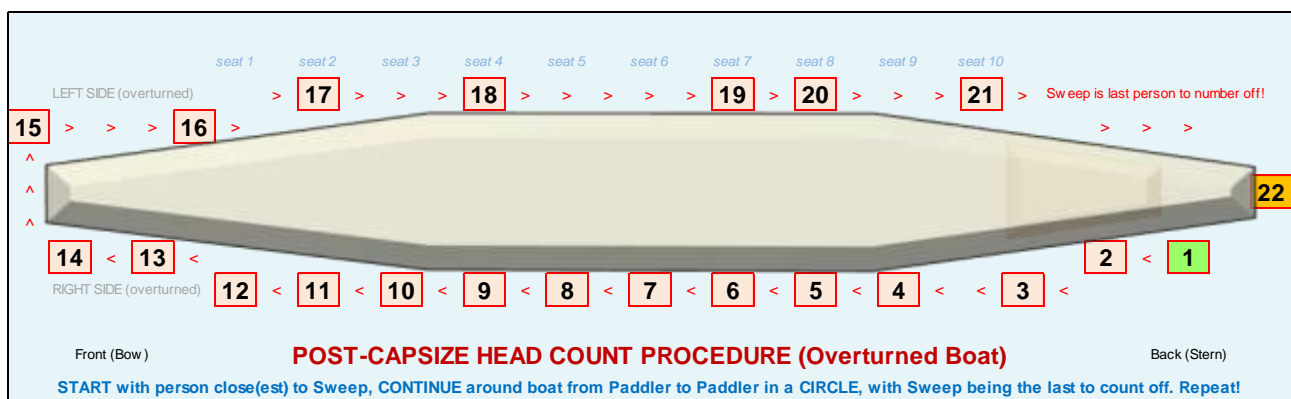 seat 1 seat 2 seat 3 seat 4 seat 5 seat 6 seat 7 seat 8 seat 9 seat 10
LEFT SIDE (overturned) > 17 > > > 18 > > > > > 19 > 20 > > > 21 > Sweep is last person to number off!
15 > > > 16 > > > >
^
^ 22
^
14 < 13 < 2 < 1
RIGHT SIDE (overturned) 12 < 11 < 10 < 9 < 8 < 7 < 6 < 5 < 4 < < 3 <
Front (Bow) POST-CAPSIZE HEAD COUNT PROCEDURE (Overturned Boat) Back (Stern)
START with person close(est) to Sweep, CONTINUE around boat from Paddler to Paddler in a CIRCLE, with Sweep being the last to count off. Repeat!